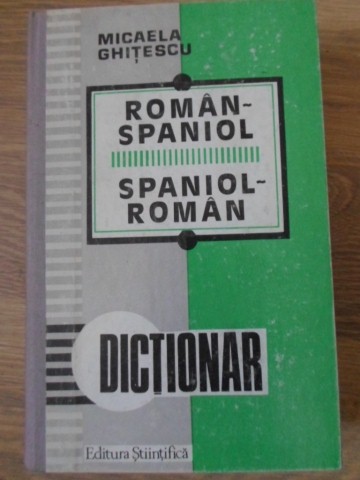 MICAELA
GHIȚESCU
ROMÂN-
SPANIOL
SPANIOL-
ROMÂN
DICȚIONAR
Editura Științifică